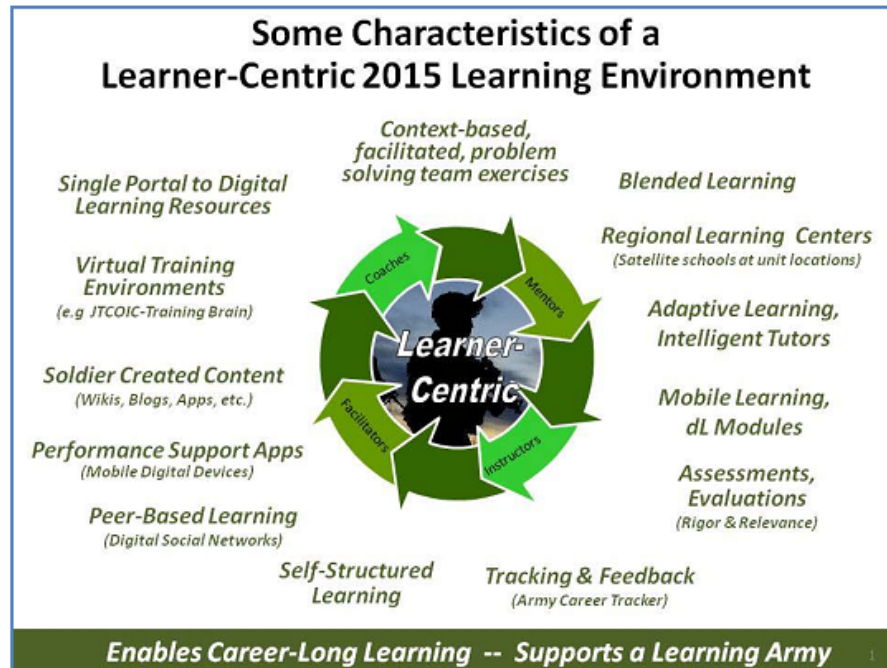 Some Characteristics of a
Learner-Centric 2015 Learning Environment
Context-based,
facilitated, problem
solving team exercises
Single Portal to Digital
Learning Resources
Blended Learning
Regional Learning Centers
(Satellite schools at unit locations)
Virtual Training
Environments
(e.g JTCOIC-Training Brain)
Adaptive Learning,
Intelligent Tutors
Soldier Created Content
(Wikis, Blogs, Apps, etc.)
Mobile Learning,
dL Modules
Performance Support Apps
(Mobile Digital Devices)
Assessments,
Evaluations
(Rigor & Relevance)
Peer-Based Learning
(Digital Social Networks)
Self-Structured
Learning
Tracking & Feedback
(Army Career Tracker)
Coaches
Mentors
Learner-
Centric
Facilitators
Instructors
Enables Career-Long Learning -- Supports a Learning Army
1